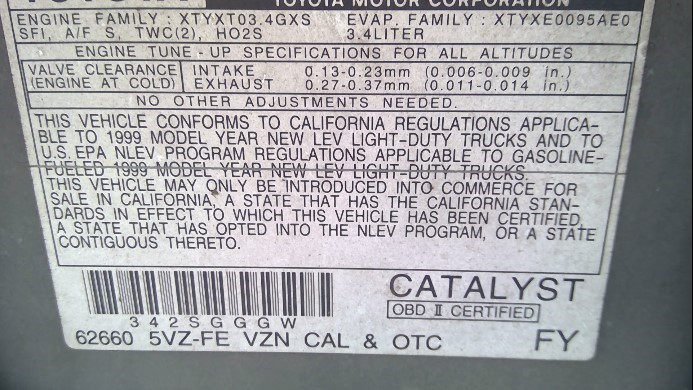 TOYOTA MOTOR CORPORATION
ENGINE FAMILY : XTYXT03.4GXS EVAP. FAMILY : XTYXE0095AE0
SFI, A/F S, TWC(2), HO2S 3.4LITER
ENGINE TUNE - UP SPECIFICATIONS FOR ALL ALTITUDES
VALVE CLEARANCE INTAKE 0.13-0.23mm (0.006-0.009 in.)
(ENGINE AT COLD) EXHAUST 0.27-0.37mm (0.011-0.014 in.)
NO OTHER ADJUSTMENTS NEEDED.
THIS VEHICLE CONFORMS TO CALIFORNIA REGULATIONS APPLICA-
BLE TO 1999 MODEL YEAR NEW LEV LIGHT-DUTY TRUCKS AND TO
U.S. EPA NLEV PROGRAM REGULATIONS APPLICABLE TO GASOLINE-
FUELED 1999 MODEL YEAR NEW LEV LIGHT-DUTY TRUCKS.
THIS VEHICLE MAY ONLY BE INTRODUCED INTO COMMERCE FOR
SALE IN CALIFORNIA, A STATE THAT HAS THE CALIFORNIA STAN-
DARDS IN EFFECT TO WHICH THIS VEHICLE HAS BEEN CERTIFIED,
A STATE THAT HAS OPTED INTO THE NLEV PROGRAM, OR A STATE
CONTIGUOUS THERETO.
CATALYST
OBD II CERTIFIED
342SGGGW
62660 5VZ-FE VZN CAL & OTC FY